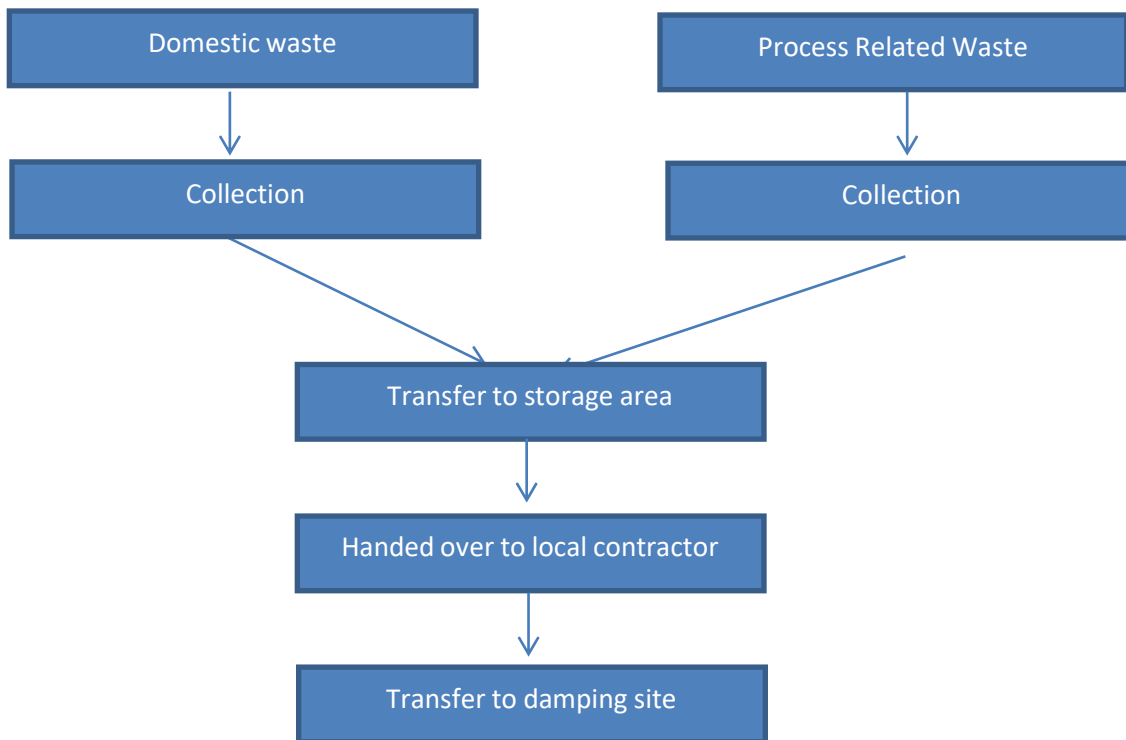 Domestic waste
Process Related Waste
Collection
Collection
Transfer to storage area
Handed over to local contractor
Transfer to damping site